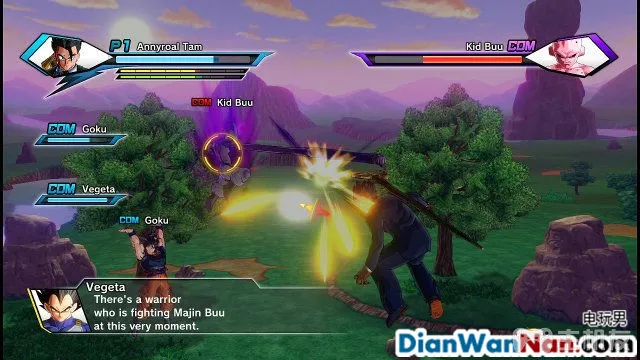 P1 Annyroal Tam
Kid Buu COM
COM Kid Buu
COM Goku
COM Vegeta
COM Goku
Vegeta
There's a warrior
who is fighting Majin Buu
at this very moment.
电玩男
DianWanNan.com